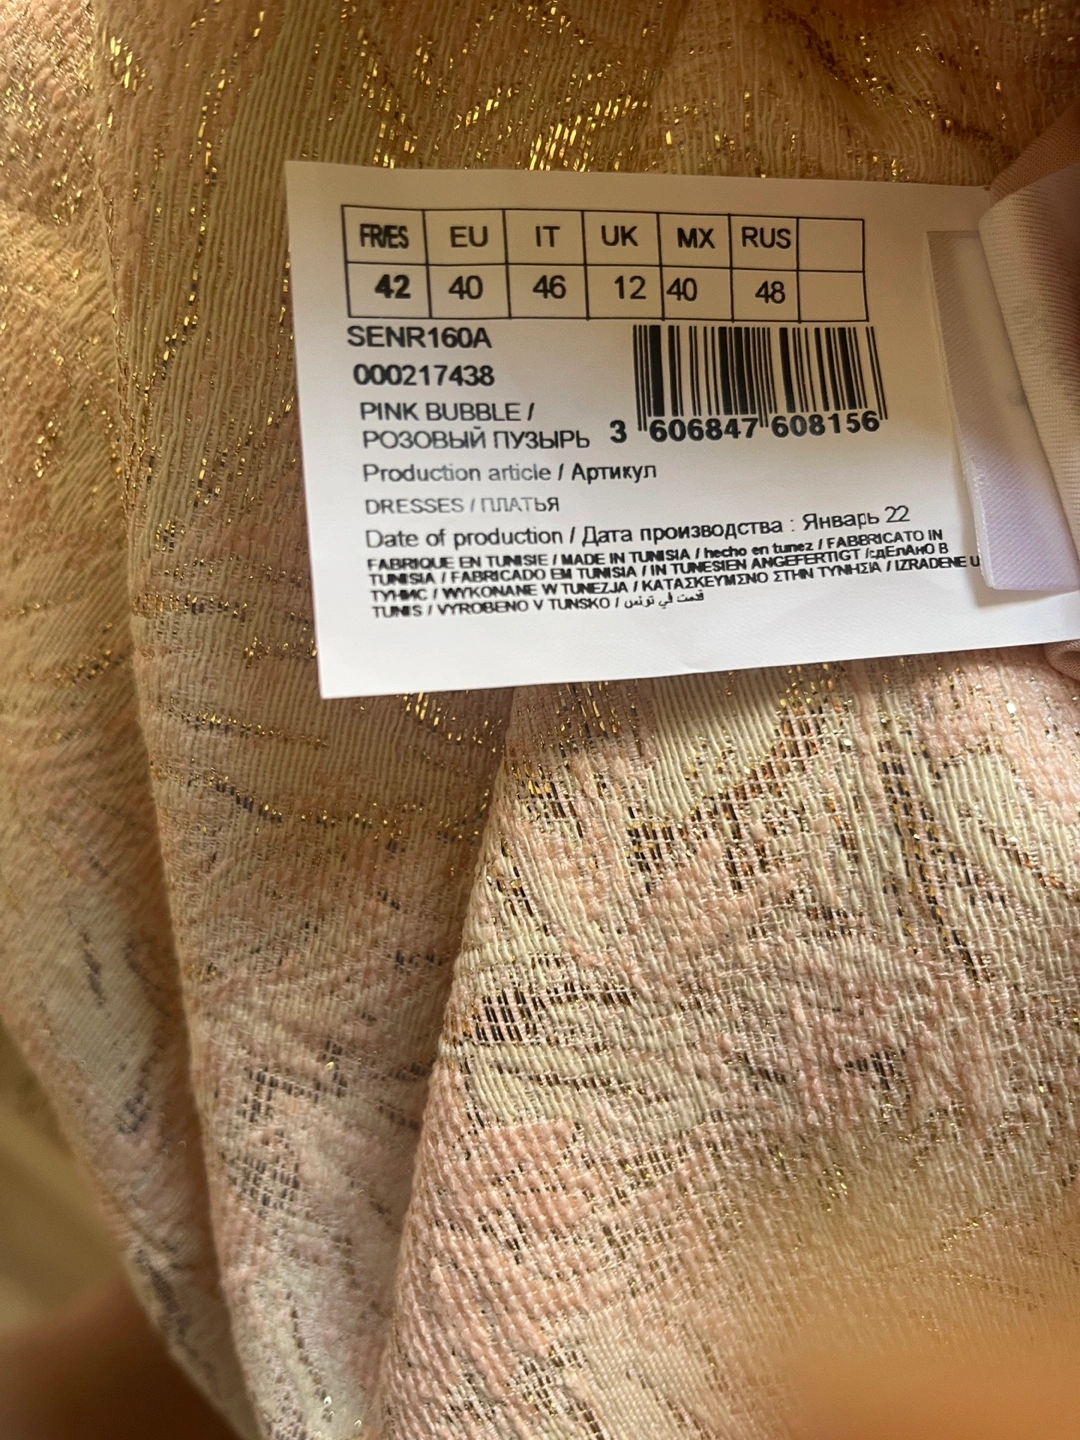 FR/ES EU IT UK MX RUS
42 40 46 12 40 48
SENR160A
000217438
PINK BUBBLE /
РОЗОВЫЙ ПУЗЫРЬ
3 606847 608156
Production article / Артикул
DRESSES / ПЛАТЬЯ
Date of production / Дата производства : Январь 22
FABRIQUE EN TUNISIE / MADE IN TUNISIA / hecho en tunez / FABBRICATO IN
TUNISIA / FABRICADO EM TUNISIA / IN TUNESIEN ANGEFERTIGT /сдЕлАнО В
ТУНИС / WYKONANE W TUNEZJA / ΚΑΤΑΣΚΕΥΜΣΝΟ ΣΤΗΝ ΤΥΝΗΣΙΑ / IZRADENE U
TUNIS / VYROBENO V TUNSKO / قدمت في تونس